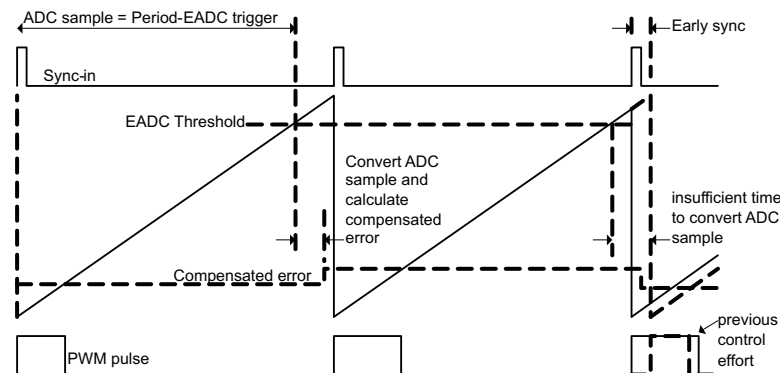 ADC sample = Period-EADC trigger
Early sync
Sync-in
EADC Threshold
Convert ADC
sample and
calculate
compensated
error
insufficient time
to convert ADC
sample
Compensated error
PWM pulse
previous
control
effort